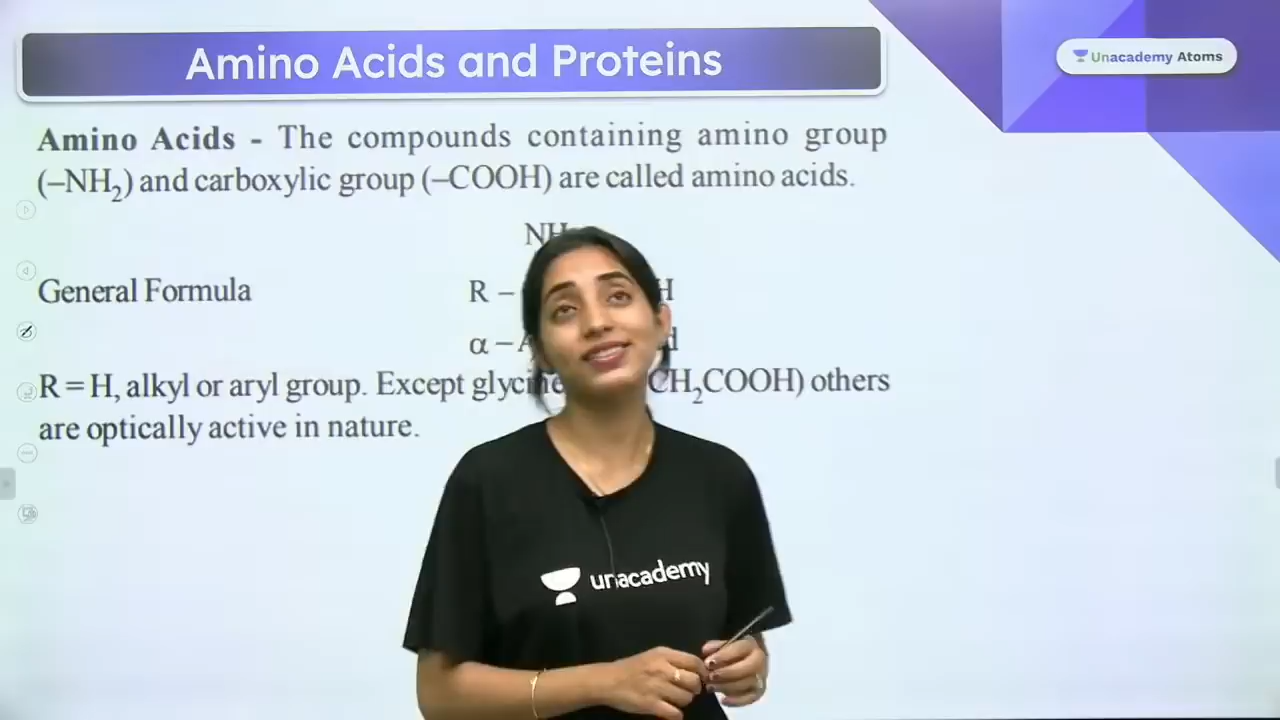 Amino Acids and Proteins
Unacademy Atoms
Amino Acids - The compounds containing amino group
(–NH₂) and carboxylic group (–COOH) are called amino acids.
NH
General Formula R –
α –
R = H, alkyl or aryl group. Except glycine CH₂COOH) others
are optically active in nature.
unacademy